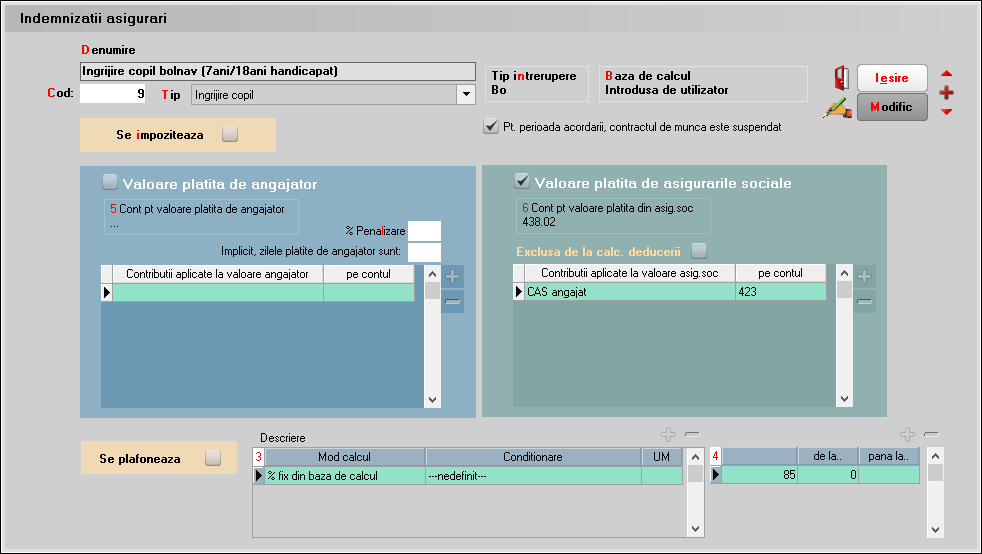 Indemnizatii asigurari
Denumire
Ingrijire copil bolnav (7ani/18ani handicapat)
Cod: 9 Tip Ingrijire copil
Tip intrerupere
Bo
Baza de calcul
Introdusa de utilizator
Iesire
Modific
Se impoziteaza
Pt. perioada acordarii, contractul de munca este suspendat
Valoare platita de angajator
5 Cont pt valoare platita de angajator
...
% Penalizare
Implicit, zilele platite de angajator sunt:
Contributii aplicate la valoare angajator pe contul
Valoare platita de asigurarile sociale
6 Cont pt valoare platita din asig.soc
438.02
Exclusa de la calc. deducerii
Contributii aplicate la valoare asig.soc pe contul
CAS angajat 423
Se plafoneaza
Descriere
3 Mod calcul Conditionare UM
% fix din baza de calcul ---nedefinit---
4 de la.. pana la..
85 0